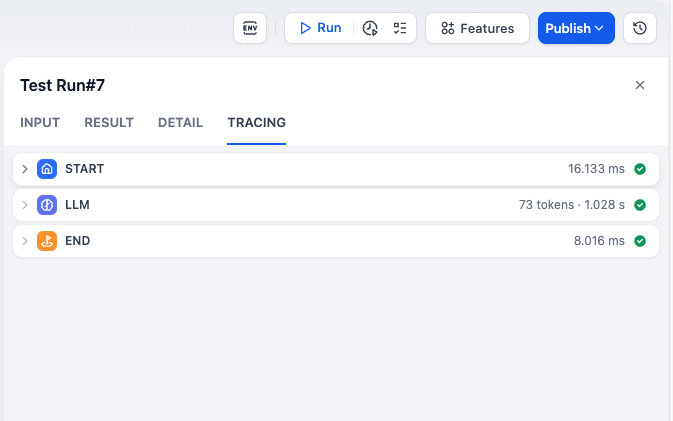 ENV Run Features Publish
Test Run#7
INPUT RESULT DETAIL TRACING
START 16.133 ms
LLM 73 tokens · 1.028 s
END 8.016 ms